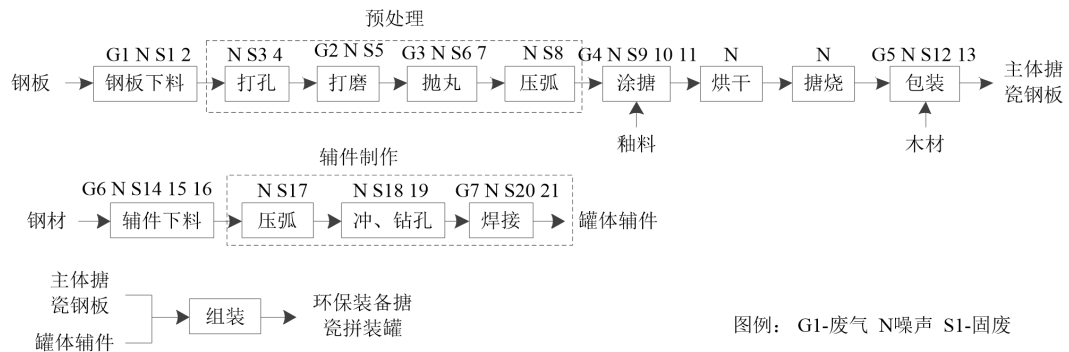 预处理
G1 N S1 2
N S3 4
G2 N S5
G3 N S6 7
N S8
G4 N S9 10 11
N
N
G5 N S12 13
钢板
钢板下料
打孔
打磨
抛丸
压弧
涂搪
烘干
搪烧
包装
主体搪
瓷钢板
釉料
木材
辅件制作
G6 N S14 15 16
N S17
N S18 19
G7 N S20 21
钢材
辅件下料
压弧
冲、钻孔
焊接
罐体辅件
主体搪
瓷钢板
罐体辅件
组装
环保装备搪
瓷拼装罐
图例： G1-废气 N噪声 S1-固废